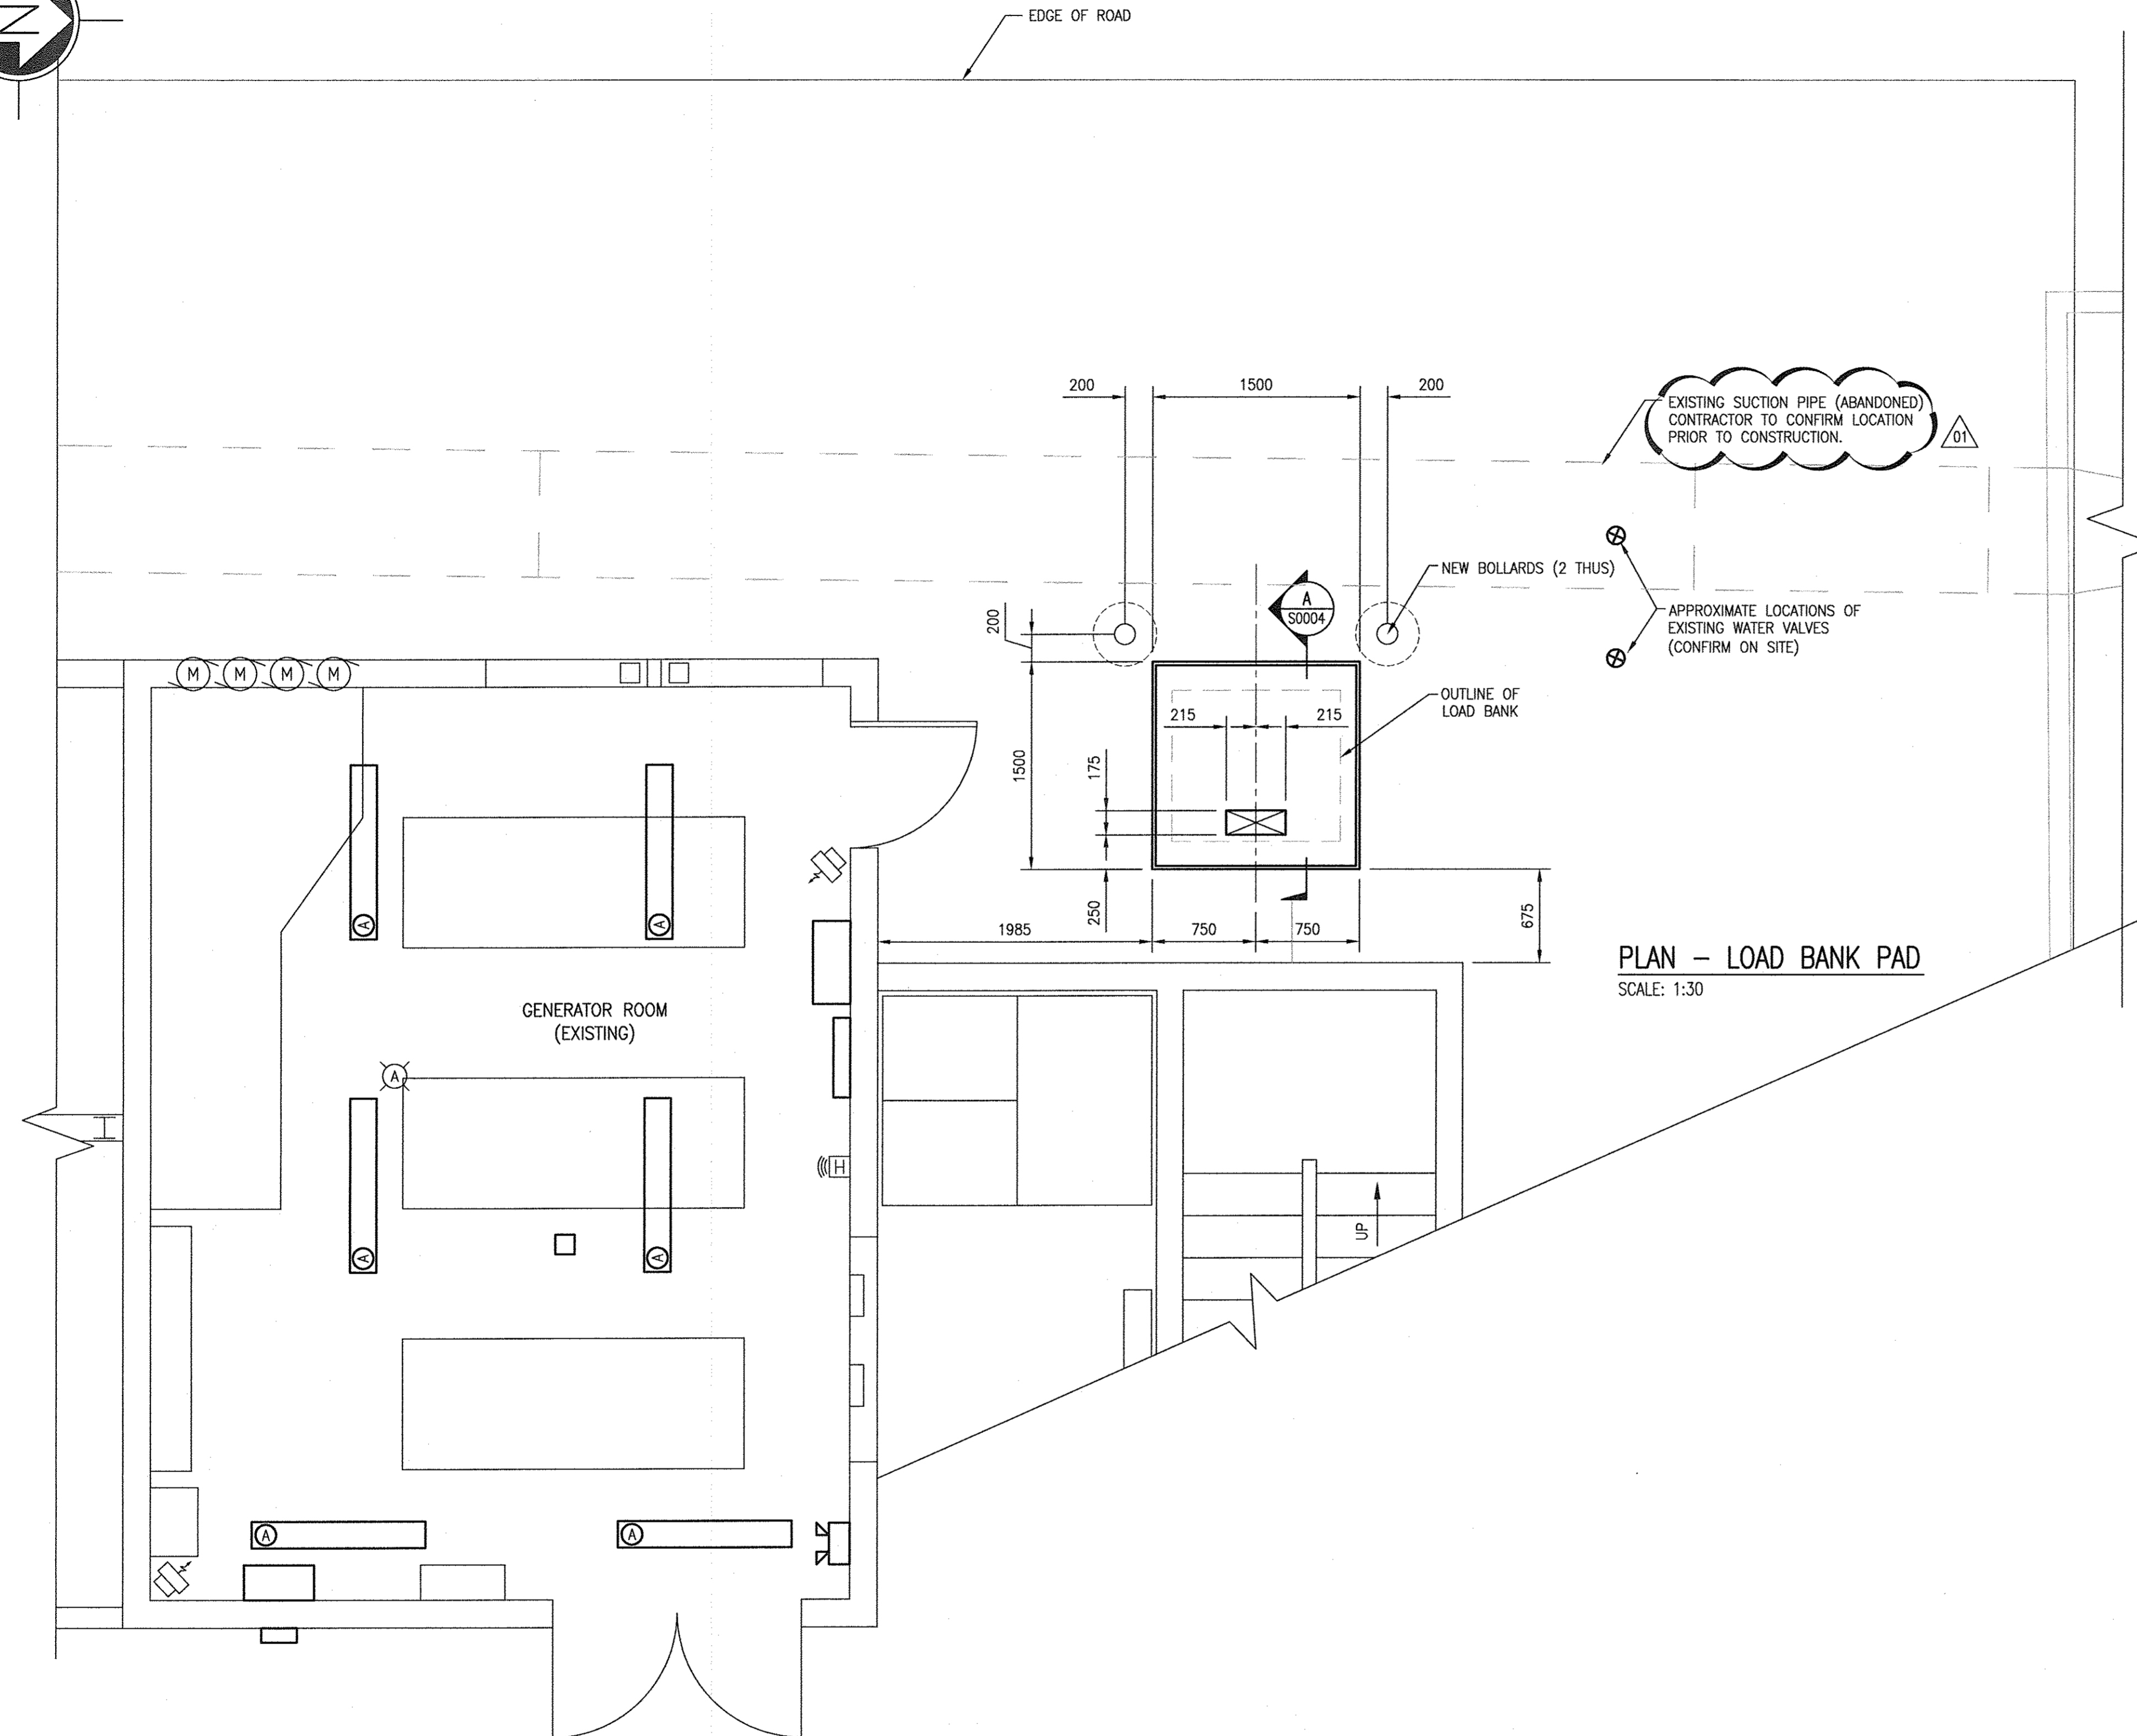 N
EDGE OF ROAD
200
1500
200
EXISTING SUCTION PIPE (ABANDONED)
CONTRACTOR TO CONFIRM LOCATION
PRIOR TO CONSTRUCTION.
01
NEW BOLLARDS (2 THUS)
A
S0004
200
APPROXIMATE LOCATIONS OF
EXISTING WATER VALVES
(CONFIRM ON SITE)
M
M
M
M
OUTLINE OF
LOAD BANK
215
215
1500
175
250
675
1985
750
750
A
A
PLAN – LOAD BANK PAD
SCALE: 1:30
GENERATOR ROOM
(EXISTING)
A
H
UP
A
A
A
A